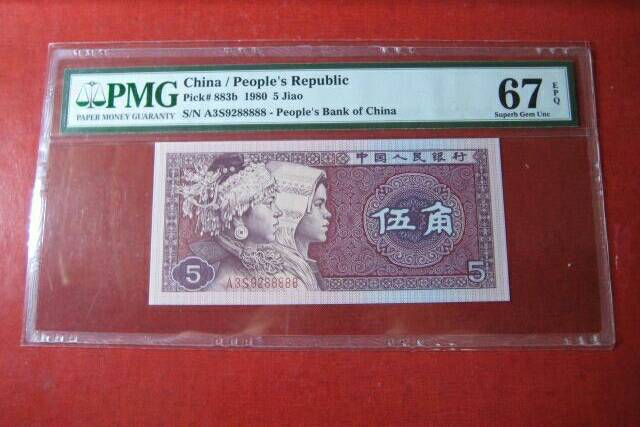 PMG
PAPER MONEY GUARANTY
China / People's Republic
Pick# 883b 1980 5 Jiao
S/N A3S9288888 - People's Bank of China
67 EPQ
Superb Gem Unc
中国人民银行
伍角
5
A3S9288888
5